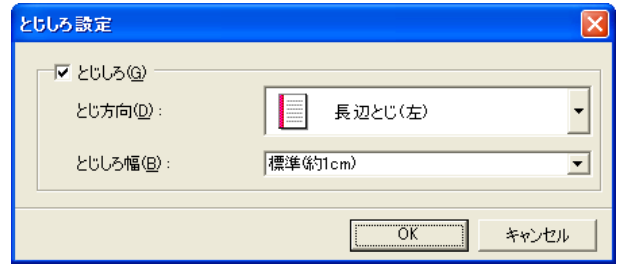 とじしろ設定
とじしろ(G)
とじ方向(D) :
長辺とじ(左)
とじしろ幅(B) :
標準(約1cm)
OK
キャンセル